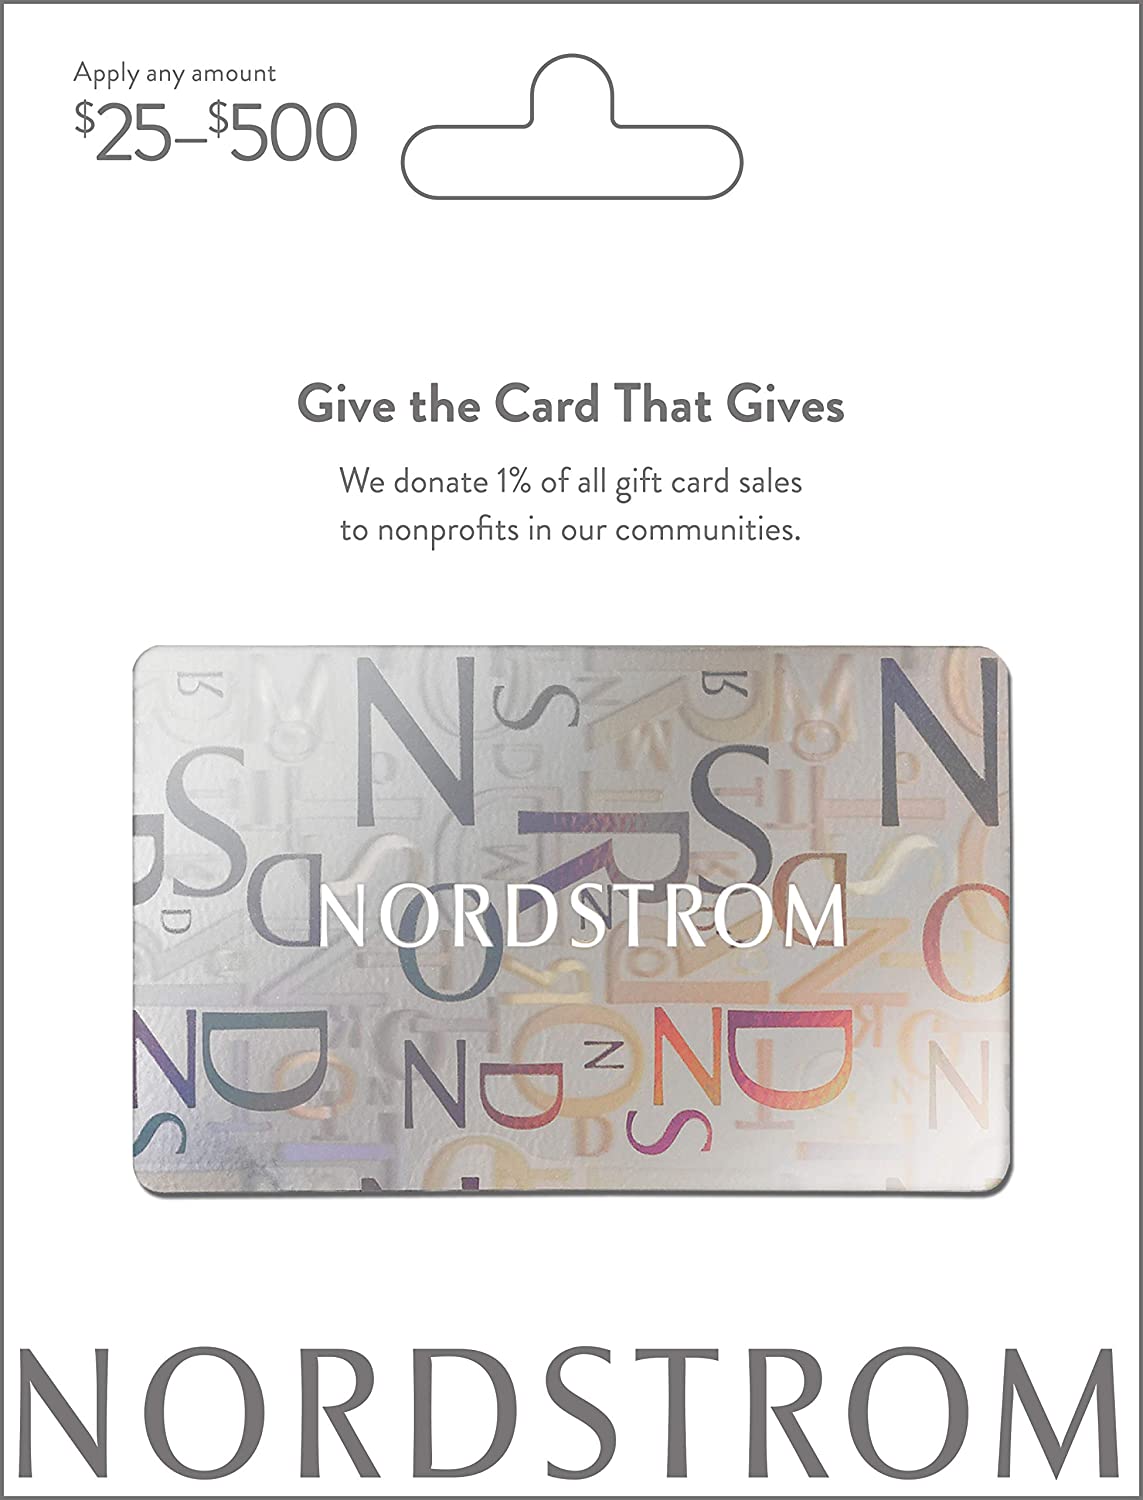 Apply any amount
$25–$500
Give the Card That Gives
We donate 1% of all gift card sales
to nonprofits in our communities.
NORDSTROM
NORDSTROM